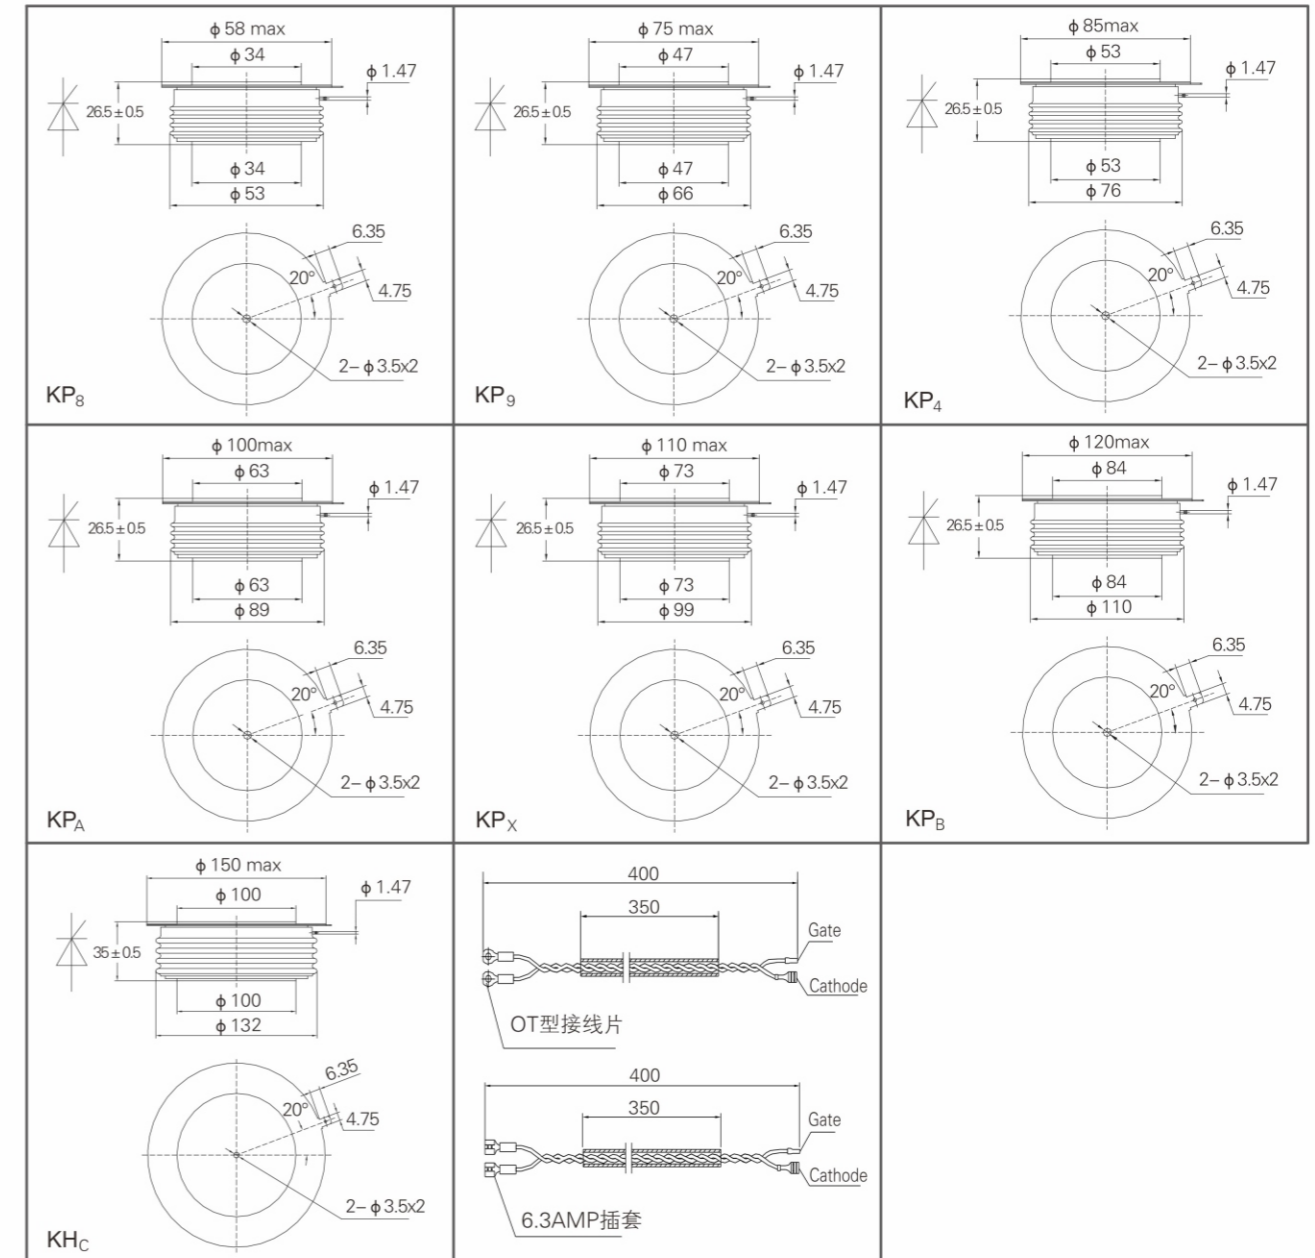 ϕ 58 max
ϕ 34
ϕ 1.47
26.5±0.5
ϕ 34
ϕ 53
6.35
20°
4.75
2-ϕ3.5x2
KP8
ϕ 75 max
ϕ 47
ϕ 1.47
26.5±0.5
ϕ 47
ϕ 66
6.35
20°
4.75
2-ϕ3.5x2
KP9
ϕ 85max
ϕ 53
ϕ 1.47
26.5±0.5
ϕ 53
ϕ 76
6.35
20°
4.75
2-ϕ3.5x2
KP4
ϕ 100max
ϕ 63
ϕ 1.47
26.5±0.5
ϕ 63
ϕ 89
6.35
20°
4.75
2-ϕ3.5x2
KPA
ϕ 110 max
ϕ 73
ϕ 1.47
26.5±0.5
ϕ 73
ϕ 99
6.35
20°
4.75
2-ϕ3.5x2
KPX
ϕ 120max
ϕ 84
ϕ 1.47
26.5±0.5
ϕ 84
ϕ 110
6.35
20°
4.75
2-ϕ3.5x2
KPB
ϕ 150 max
ϕ 100
ϕ 1.47
35±0.5
ϕ 100
ϕ 132
6.35
20°
4.75
2-ϕ3.5x2
KHC
400
350
Gate
Cathode
OT型接线片
400
350
Gate
Cathode
6.3AMP插套